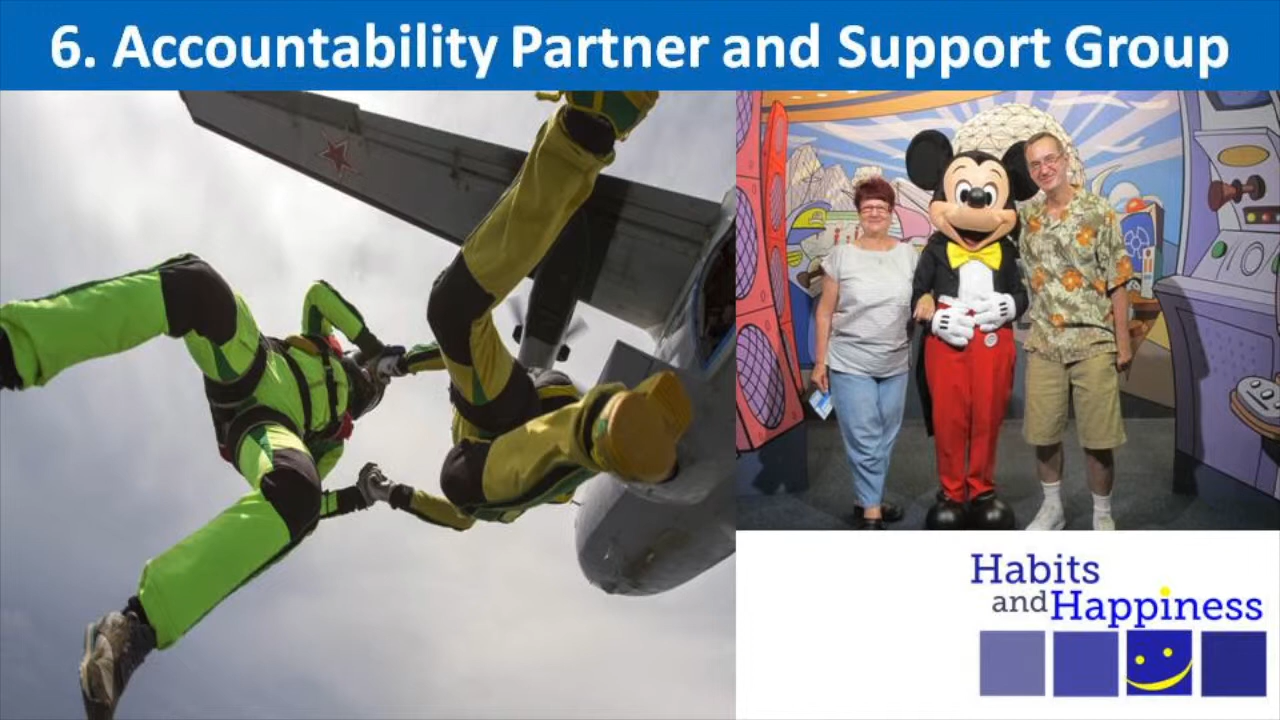 6. Accountability Partner and Support Group
Habits
and Happiness